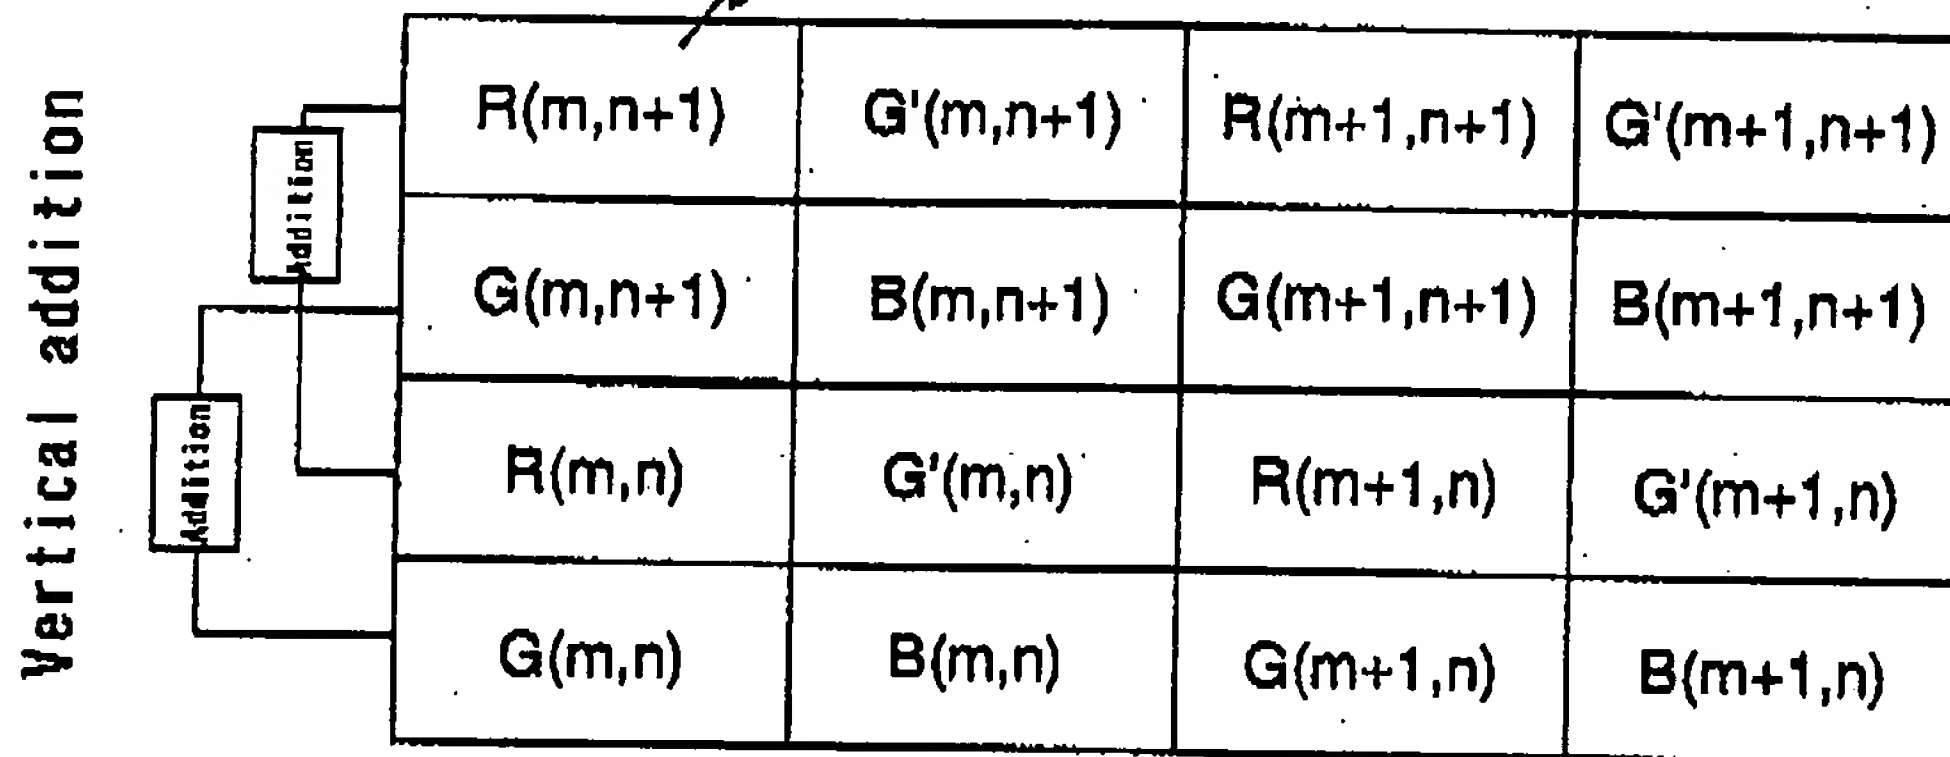 Vertical addition
Addition
Addition
R(m,n+1) G'(m,n+1) R(m+1,n+1) G'(m+1,n+1)
G(m,n+1) B(m,n+1) G(m+1,n+1) B(m+1,n+1)
R(m,n) G'(m,n) R(m+1,n) G'(m+1,n)
G(m,n) B(m,n) G(m+1,n) B(m+1,n)